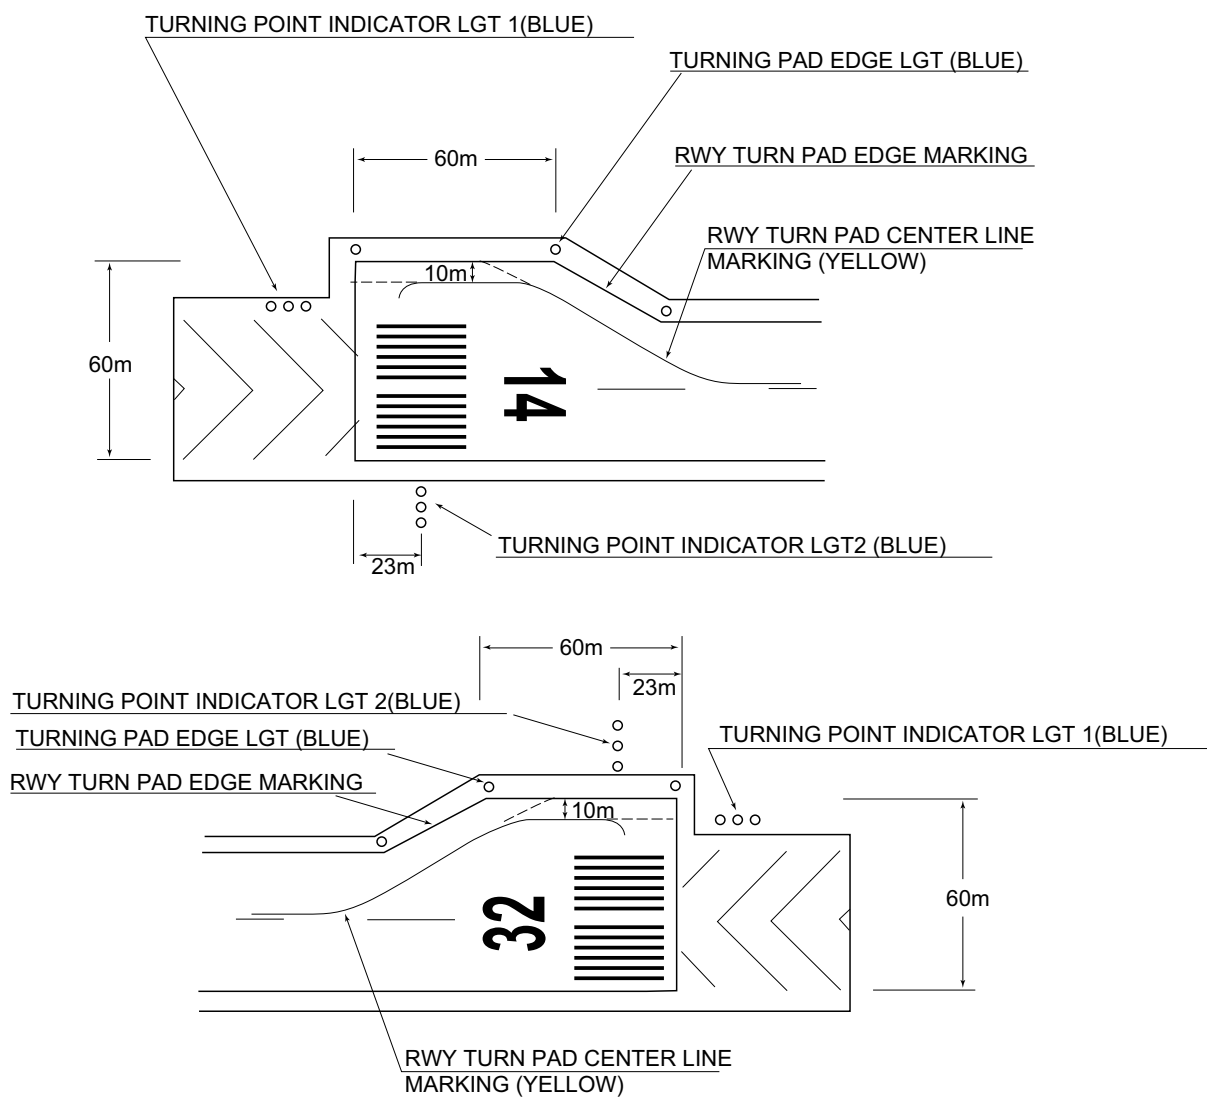 TURNING POINT INDICATOR LGT 1(BLUE)
TURNING PAD EDGE LGT (BLUE)
60m
RWY TURN PAD EDGE MARKING
RWY TURN PAD CENTER LINE
MARKING (YELLOW)
10m
60m
14
TURNING POINT INDICATOR LGT2 (BLUE)
23m
60m
23m
TURNING POINT INDICATOR LGT 2(BLUE)
TURNING POINT INDICATOR LGT 1(BLUE)
TURNING PAD EDGE LGT (BLUE)
RWY TURN PAD EDGE MARKING
10m
60m
32
RWY TURN PAD CENTER LINE
MARKING (YELLOW)